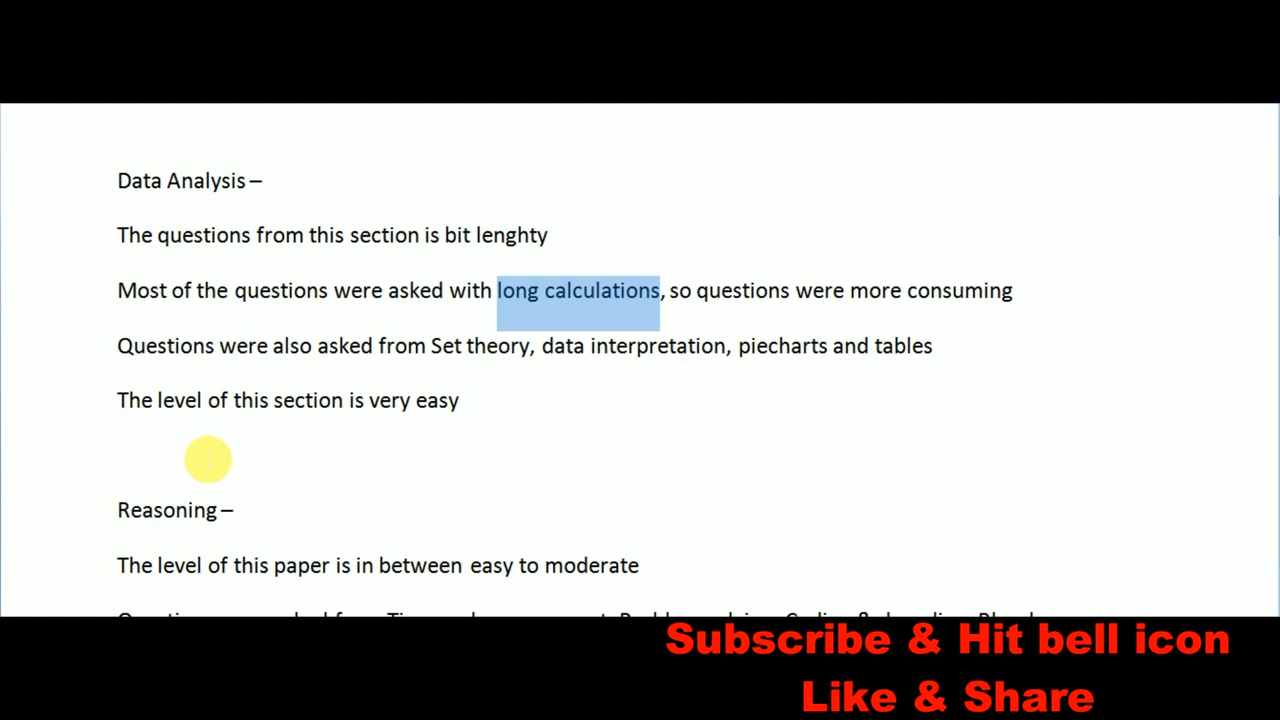 Data Analysis –
The questions from this section is bit lenghty
Most of the questions were asked with long calculations, so questions were more consuming
Questions were also asked from Set theory, data interpretation, piecharts and tables
The level of this section is very easy
Reasoning –
The level of this paper is in between easy to moderate
Subscribe & Hit bell icon
Like & Share